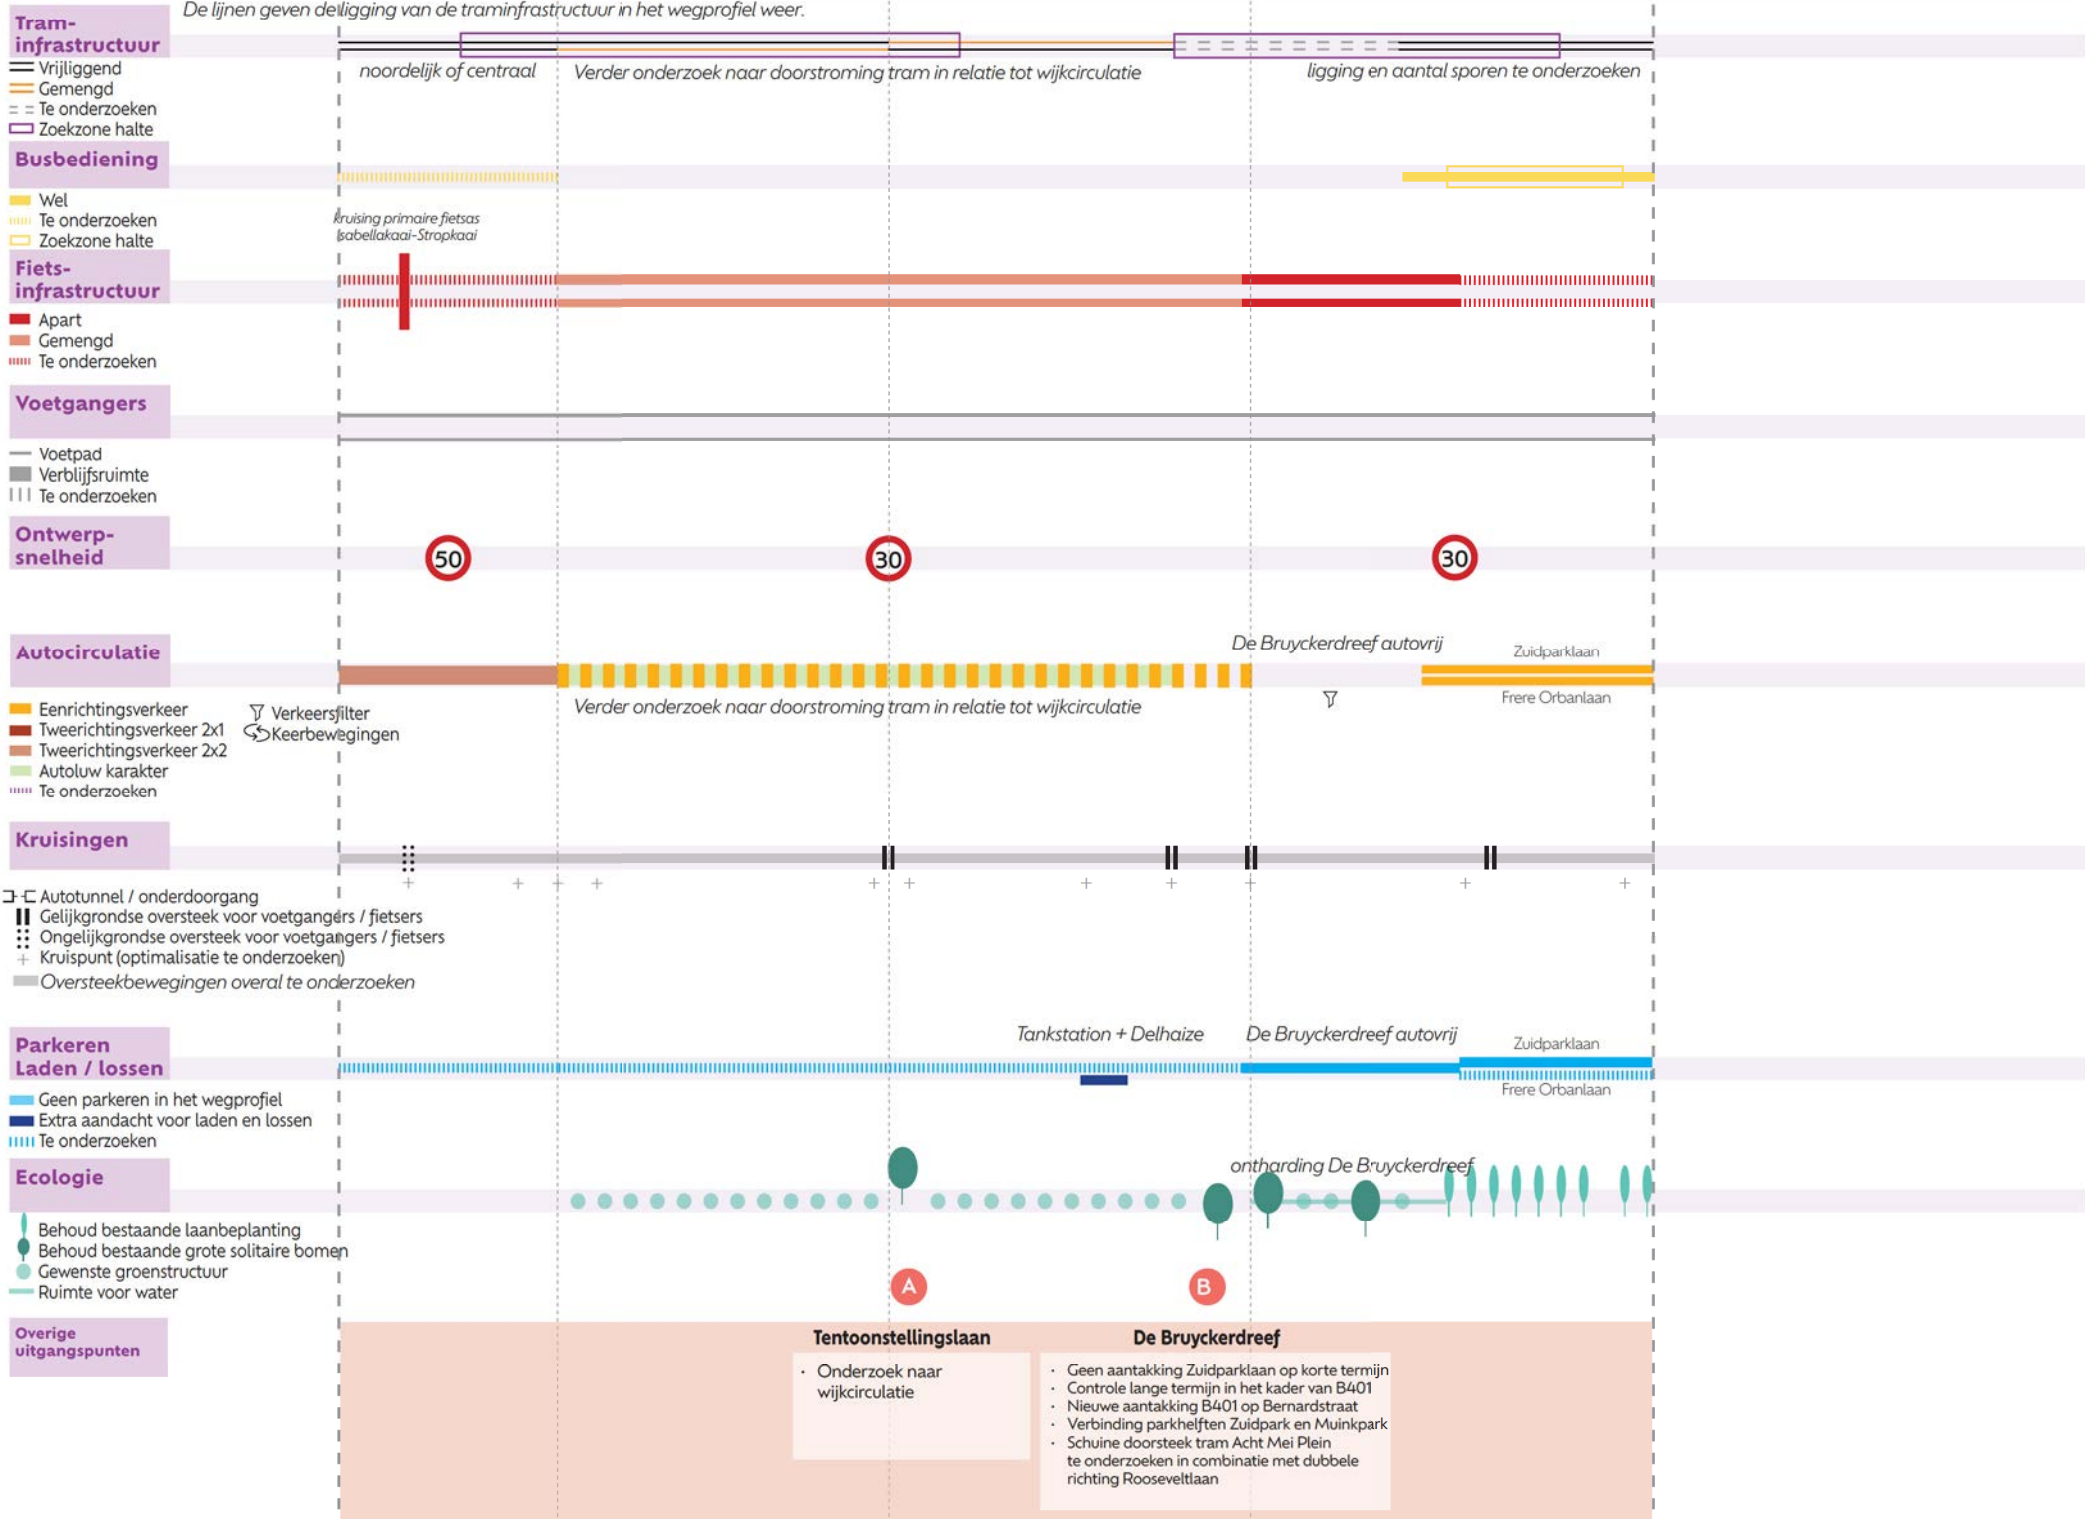 De lijnen geven de ligging van de traminfrastructuur in het wegprofiel weer.
Tram-
infrastructuur
Vrijliggend
Gemengd
Te onderzoeken
Zoekzone halte
noordelijk of centraal
Verder onderzoek naar doorstroming tram in relatie tot wijkcirculatie
ligging en aantal sporen te onderzoeken
Busbediening
Wel
Te onderzoeken
Zoekzone halte
kruising primaire fietsas
Isabellakaai-Stropkaai
Fiets-
infrastructuur
Apart
Gemengd
Te onderzoeken
Voetgangers
Voetpad
Verblijfsruimte
Te onderzoeken
Ontwerp-
snelheid
50
30
30
Autocirculatie
De Bruyckerdreef autovrij
Zuidparklaan
Frere Orbanlaan
Verder onderzoek naar doorstroming tram in relatie tot wijkcirculatie
Eenrichtingsverkeer
Tweerichtingsverkeer 2x1
Tweerichtingsverkeer 2x2
Autoluw karakter
Te onderzoeken
Verkeersfilter
Keerbewegingen
Kruisingen
Autotunnel / onderdoorgang
Gelijkgrondse oversteek voor voetgangers / fietsers
Ongelijkgrondse oversteek voor voetgangers / fietsers
Kruispunt (optimalisatie te onderzoeken)
Oversteekbewegingen overal te onderzoeken
Parkeren
Laden / lossen
Tankstation + Delhaize
De Bruyckerdreef autovrij
Zuidparklaan
Frere Orbanlaan
Geen parkeren in het wegprofiel
Extra aandacht voor laden en lossen
Te onderzoeken
Ecologie
ontharding De Bruyckerdreef
Behoud bestaande laanbeplanting
Behoud bestaande grote solitaire bomen
Gewenste groenstructuur
Ruimte voor water
A
B
Overige
uitgangspunten
Tentoonstellingslaan
· Onderzoek naar
wijkcirculatie
De Bruyckerdreef
· Geen aantakking Zuidparklaan op korte termijn
· Controle lange termijn in het kader van B401
· Nieuwe aantakking B401 op Bernardstraat
· Verbinding parkhelften Zuidpark en Muinkpark
· Schuine doorsteek tram Acht Mei Plein
te onderzoeken in combinatie met dubbele
richting Rooseveltlaan